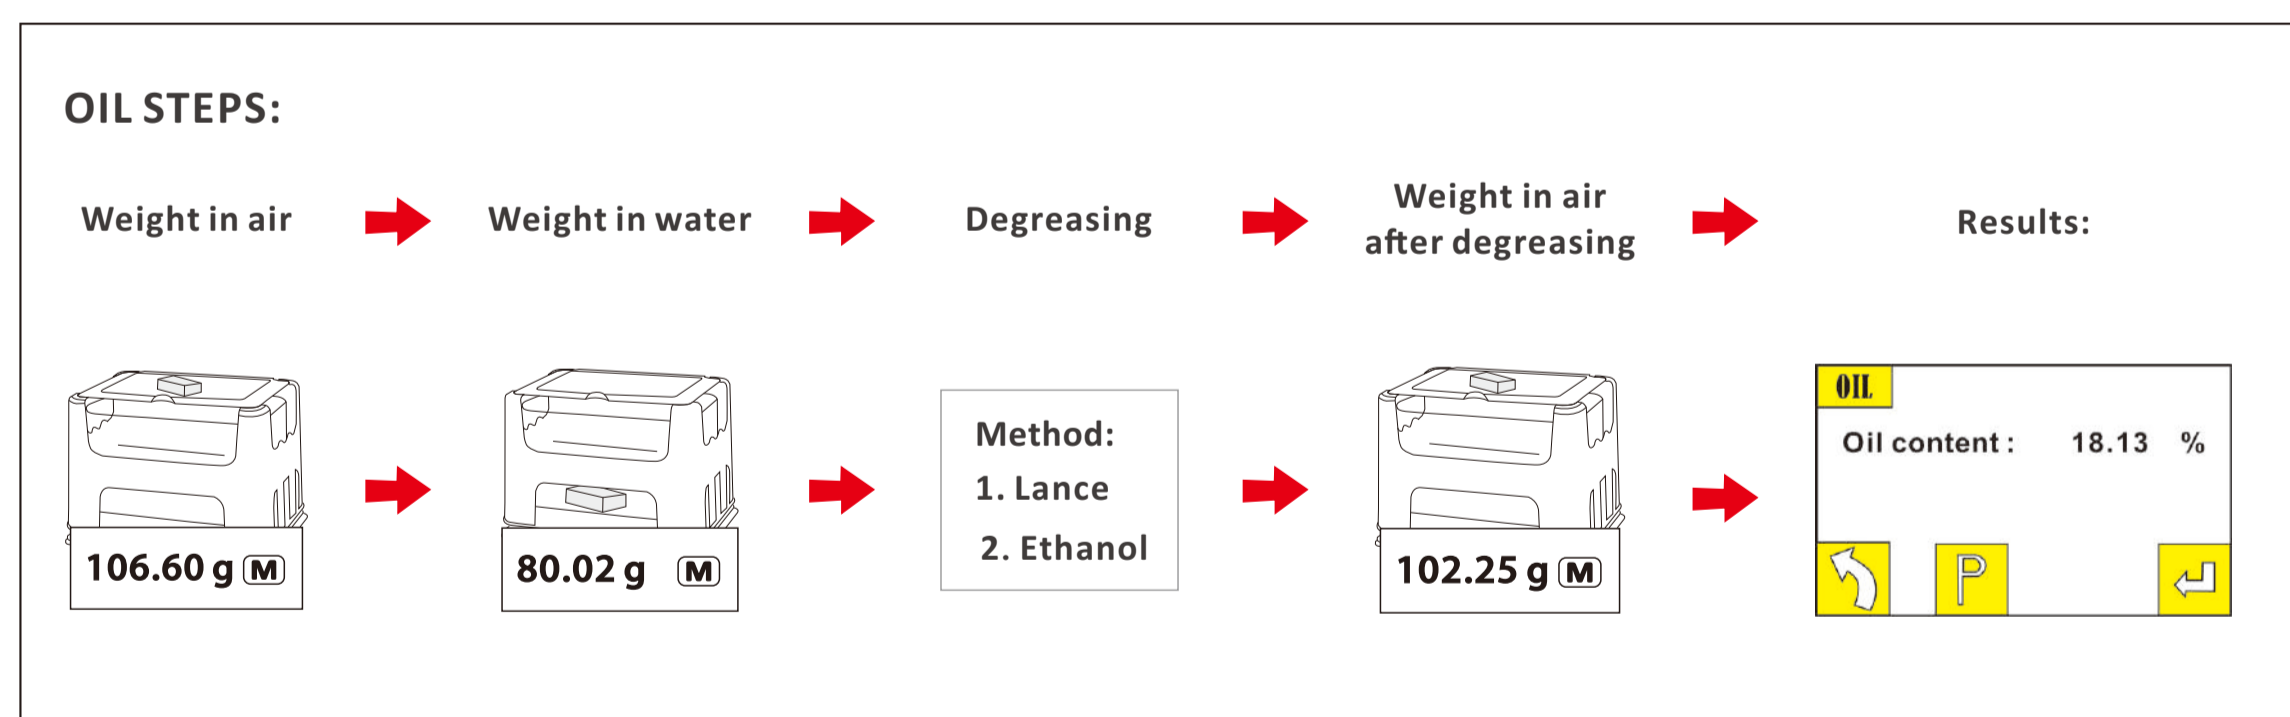 OIL STEPS:
Weight in air
Weight in water
Degreasing
Weight in air
after degreasing
Results:
106.60 g M
80.02 g M
Method:
1. Lance
2. Ethanol
102.25 g M
OIL
Oil content : 18.13 %
P